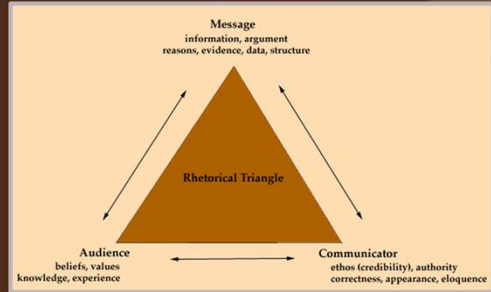 Message
information, argument
reasons, evidence, data, structure
Rhetorical Triangle
Audience
beliefs, values
knowledge, experience
Communicator
ethos (credibility), authority
correctness, appearance, eloquence